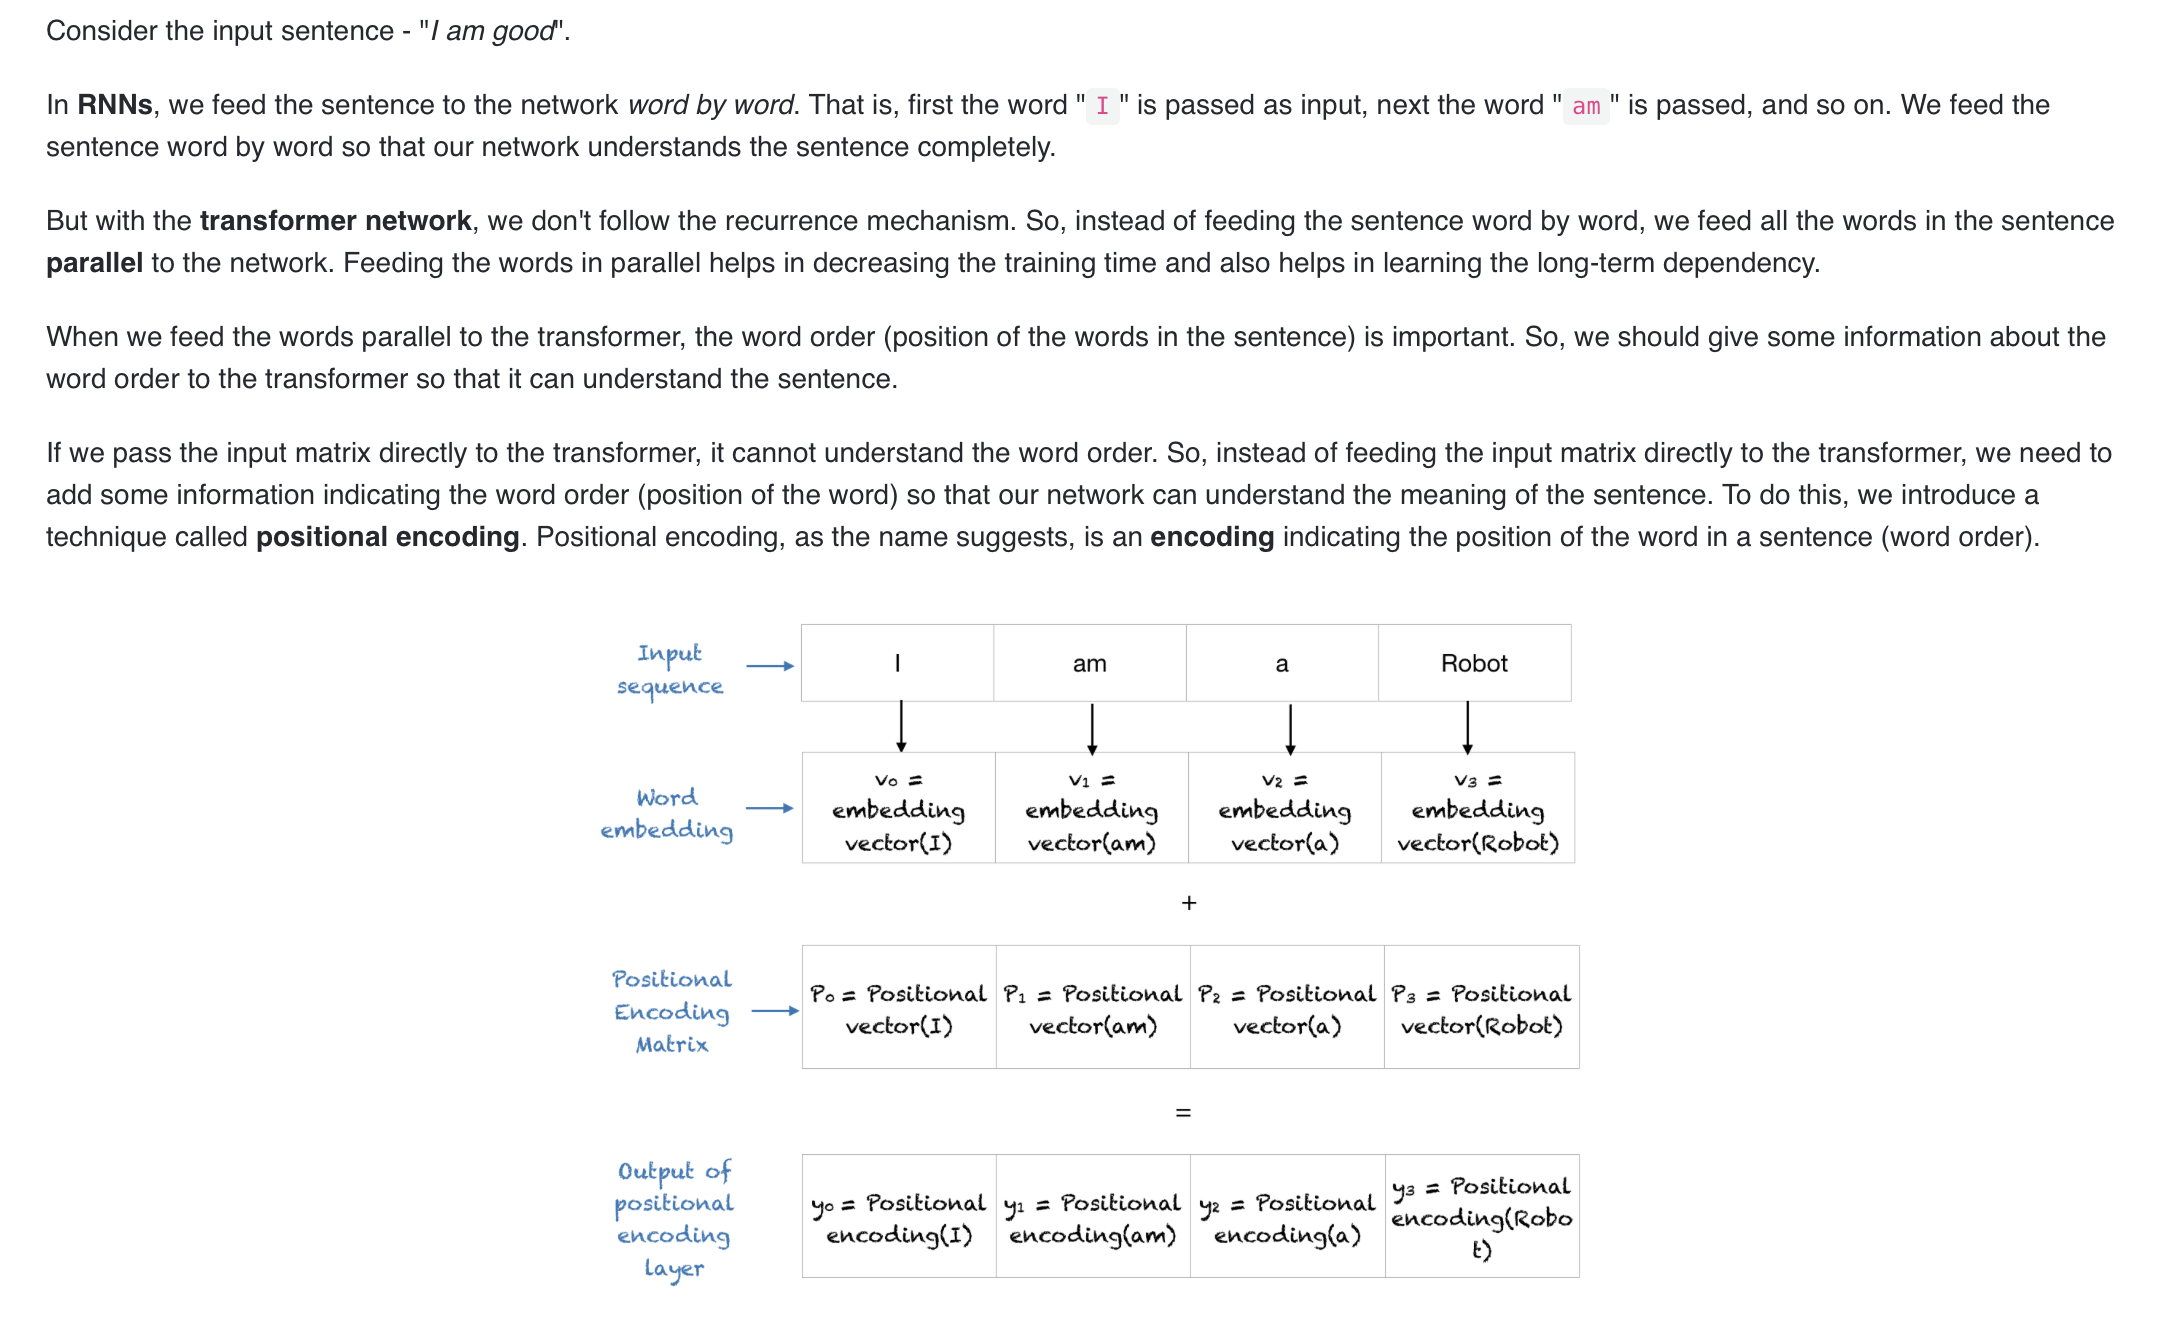 Consider the input sentence - "I am good".
In RNNs, we feed the sentence to the network word by word. That is, first the word " I " is passed as input, next the word " am " is passed, and so on. We feed the
sentence word by word so that our network understands the sentence completely.
But with the transformer network, we don't follow the recurrence mechanism. So, instead of feeding the sentence word by word, we feed all the words in the sentence
parallel to the network. Feeding the words in parallel helps in decreasing the training time and also helps in learning the long-term dependency.
When we feed the words parallel to the transformer, the word order (position of the words in the sentence) is important. So, we should give some information about the
word order to the transformer so that it can understand the sentence.
If we pass the input matrix directly to the transformer, it cannot understand the word order. So, instead of feeding the input matrix directly to the transformer, we need to
add some information indicating the word order (position of the word) so that our network can understand the meaning of the sentence. To do this, we introduce a
technique called positional encoding. Positional encoding, as the name suggests, is an encoding indicating the position of the word in a sentence (word order).
Input
sequence
I
am
a
Robot
Word
embedding
v₀ =
embedding
vector(I)
v₁ =
embedding
vector(am)
v₂ =
embedding
vector(a)
v₃ =
embedding
vector(Robot)
+
Positional
Encoding
Matrix
P₀ = Positional
vector(I)
P₁ = Positional
vector(am)
P₂ = Positional
vector(a)
P₃ = Positional
vector(Robot)
=
Output of
positional
encoding
layer
y₀ = Positional
encoding(I)
y₁ = Positional
encoding(am)
y₂ = Positional
encoding(a)
y₃ = Positional
encoding(Robo
t)